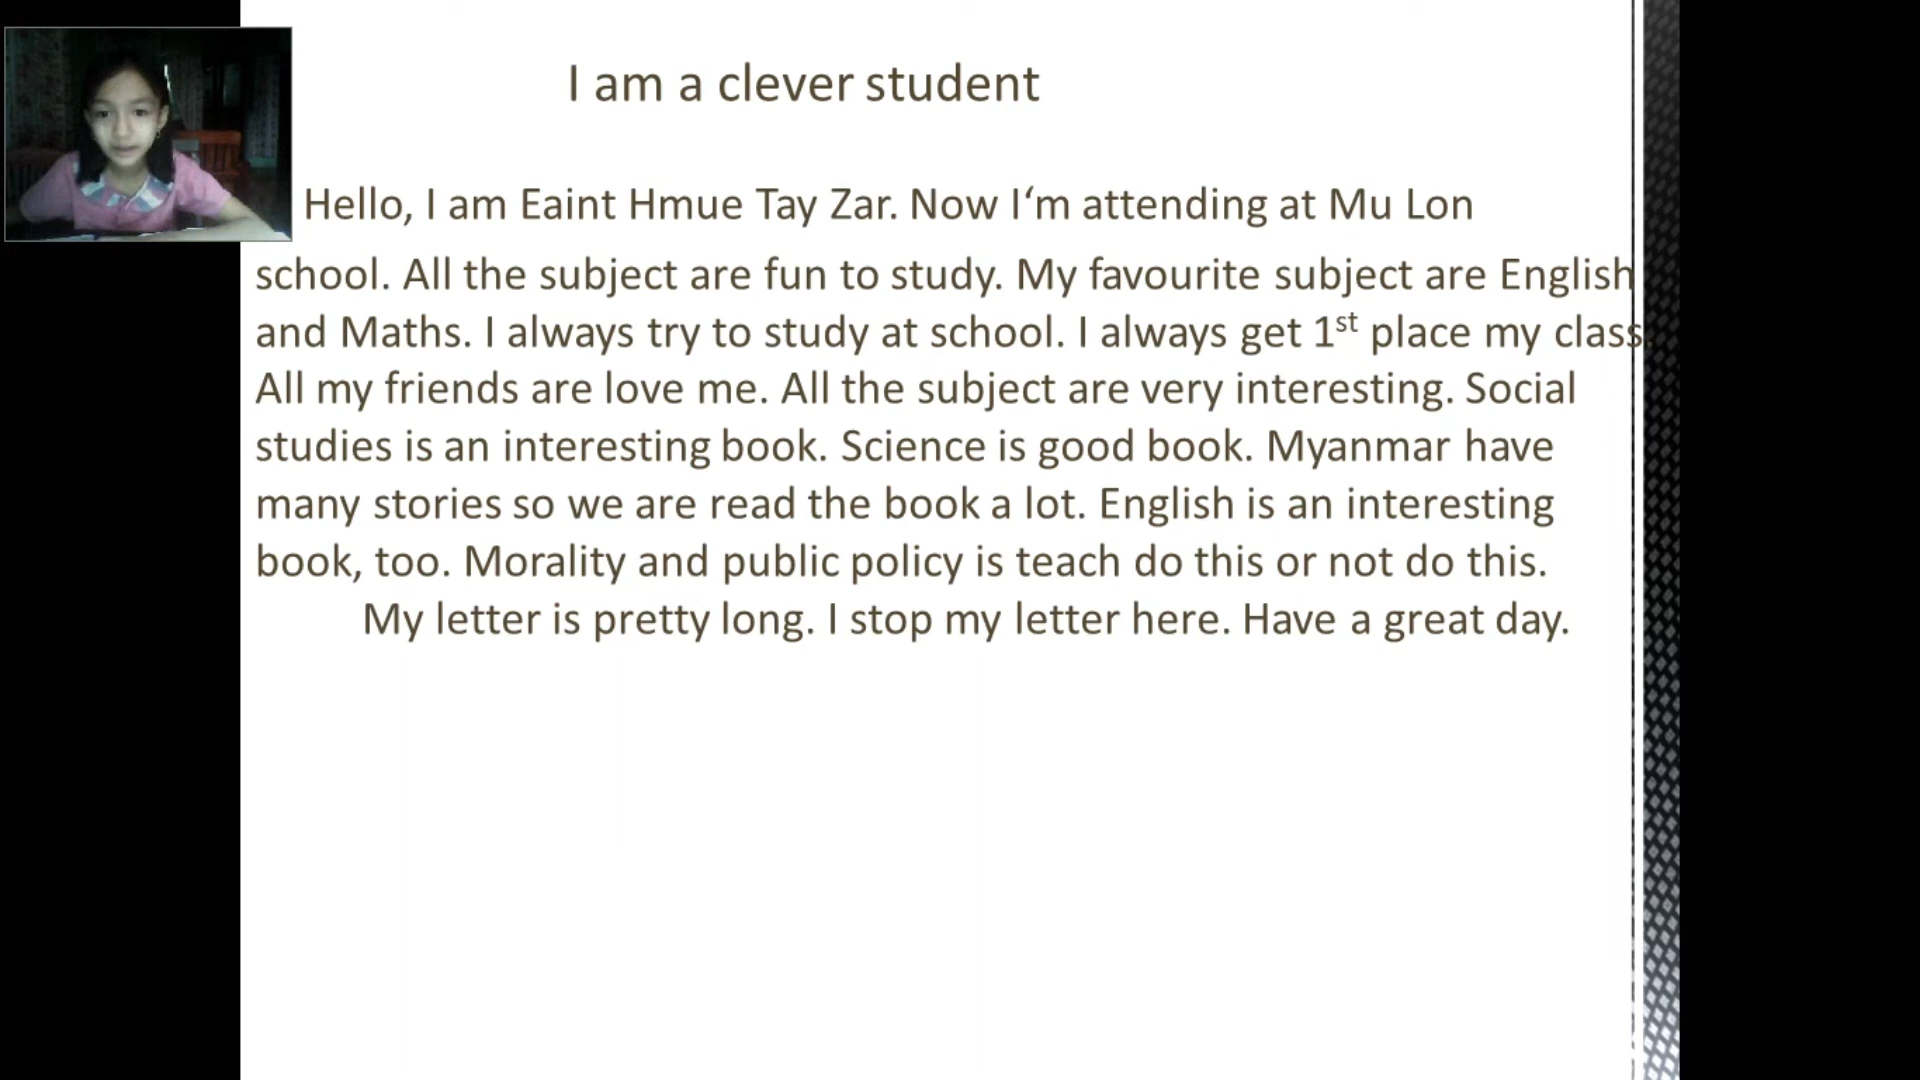 I am a clever student
Hello, I am Eaint Hmue Tay Zar. Now I‘m attending at Mu Lon
school. All the subject are fun to study. My favourite subject are English
and Maths. I always try to study at school. I always get 1st place my class.
All my friends are love me. All the subject are very interesting. Social
studies is an interesting book. Science is good book. Myanmar have
many stories so we are read the book a lot. English is an interesting
book, too. Morality and public policy is teach do this or not do this.
My letter is pretty long. I stop my letter here. Have a great day.